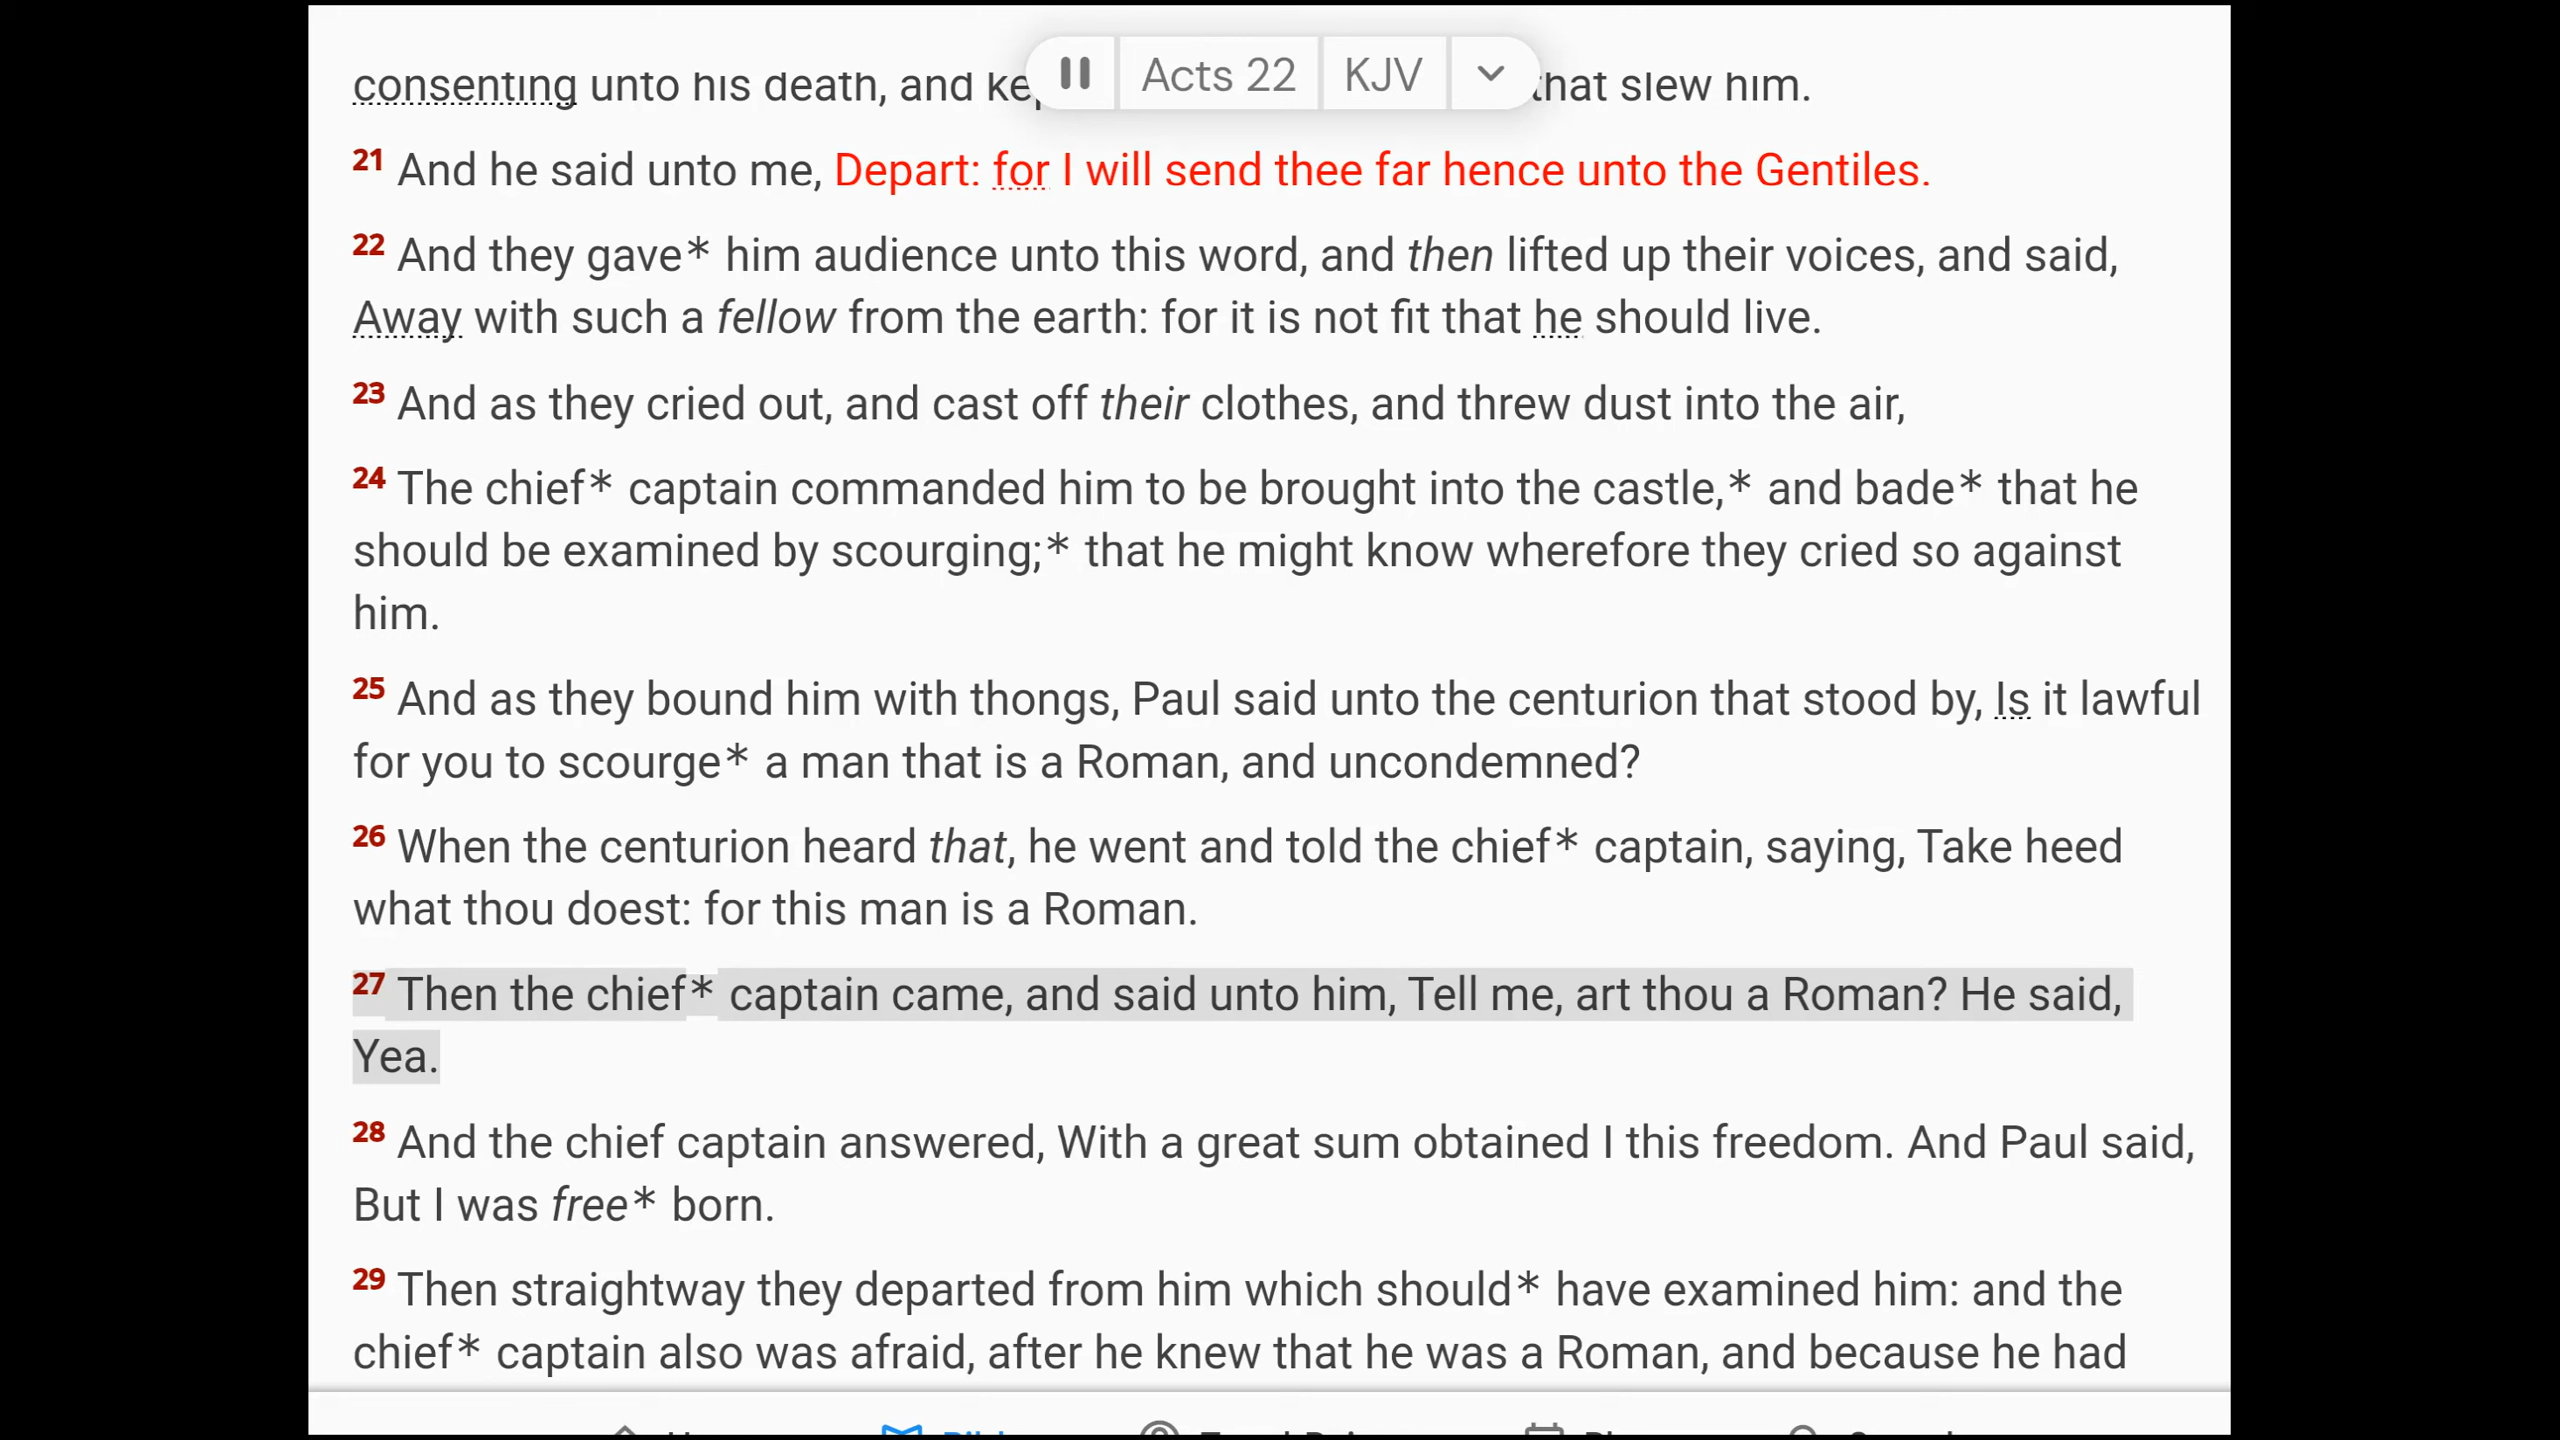 consenting unto his death, and
Acts 22 KJV
that slew him.
21 And he said unto me, Depart: for I will send thee far hence unto the Gentiles.
22 And they gave* him audience unto this word, and then lifted up their voices, and said,
Away with such a fellow from the earth: for it is not fit that he should live.
23 And as they cried out, and cast off their clothes, and threw dust into the air,
24 The chief* captain commanded him to be brought into the castle,* and bade* that he
should be examined by scourging;* that he might know wherefore they cried so against
him.
25 And as they bound him with thongs, Paul said unto the centurion that stood by, Is it lawful
for you to scourge* a man that is a Roman, and uncondemned?
26 When the centurion heard that, he went and told the chief* captain, saying, Take heed
what thou doest: for this man is a Roman.
27 Then the chief* captain came, and said unto him, Tell me, art thou a Roman? He said,
Yea.
28 And the chief captain answered, With a great sum obtained I this freedom. And Paul said,
But I was free* born.
29 Then straightway they departed from him which should* have examined him: and the
chief* captain also was afraid, after he knew that he was a Roman, and because he had